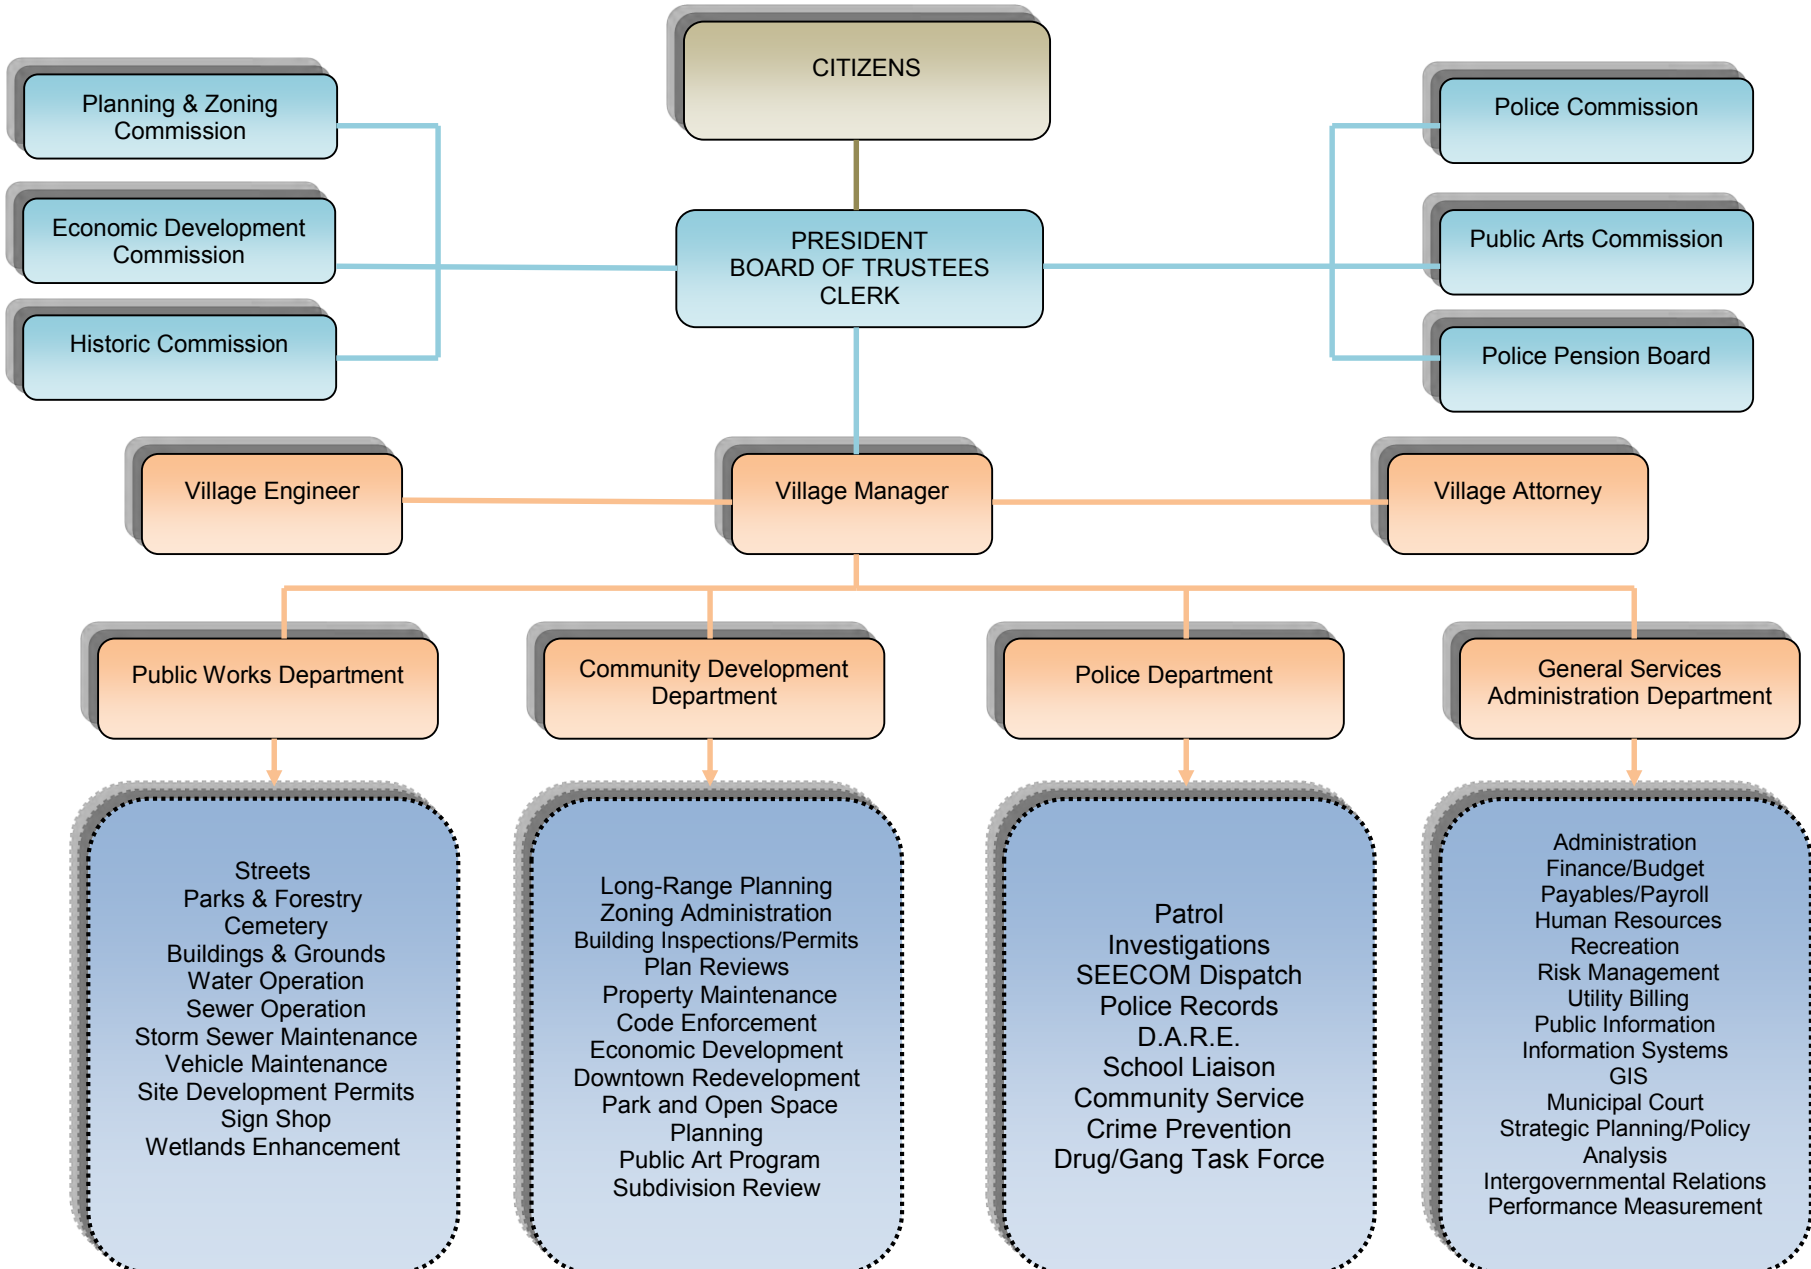 CITIZENS
Planning & Zoning
Commission
Police Commission
Economic Development
Commission
PRESIDENT
BOARD OF TRUSTEES
CLERK
Public Arts Commission
Historic Commission
Police Pension Board
Village Engineer
Village Manager
Village Attorney
Public Works Department
Community Development
Department
Police Department
General Services
Administration Department
Streets
Parks & Forestry
Cemetery
Buildings & Grounds
Water Operation
Sewer Operation
Storm Sewer Maintenance
Vehicle Maintenance
Site Development Permits
Sign Shop
Wetlands Enhancement
Long-Range Planning
Zoning Administration
Building Inspections/Permits
Plan Reviews
Property Maintenance
Code Enforcement
Economic Development
Downtown Redevelopment
Park and Open Space
Planning
Public Art Program
Subdivision Review
Patrol
Investigations
SEECOM Dispatch
Police Records
D.A.R.E.
School Liaison
Community Service
Crime Prevention
Drug/Gang Task Force
Administration
Finance/Budget
Payables/Payroll
Human Resources
Recreation
Risk Management
Utility Billing
Public Information
Information Systems
GIS
Municipal Court
Strategic Planning/Policy
Analysis
Intergovernmental Relations
Performance Measurement